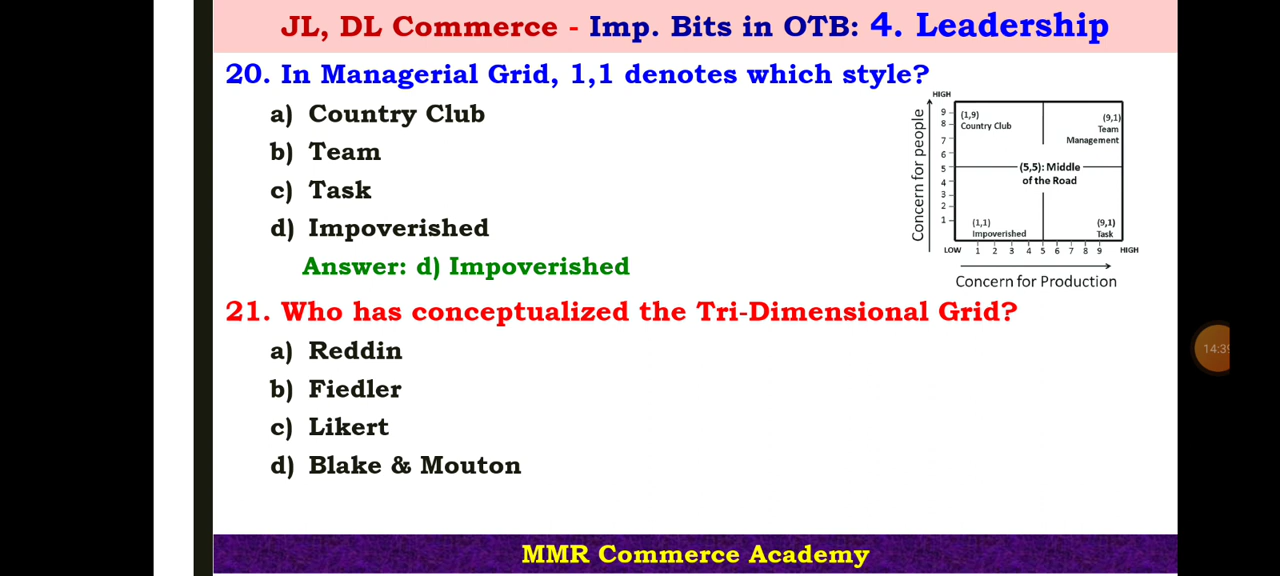 JL, DL Commerce - Imp. Bits in OTB: 4. Leadership
20. In Managerial Grid, 1,1 denotes which style?
a) Country Club
b) Team
c) Task
d) Impoverished
Answer: d) Impoverished
HIGH
Concern for people
9
8
7
6
5
4
3
2
1
(1,9)
Country Club
(9,1)
Team
Management
(5,5): Middle
of the Road
(1,1)
Impoverished
(9,1)
Task
LOW 1 2 3 4 5 6 7 8 9 HIGH
Concern for Production
21. Who has conceptualized the Tri-Dimensional Grid?
a) Reddin
b) Fiedler
c) Likert
d) Blake & Mouton
14:39
MMR Commerce Academy